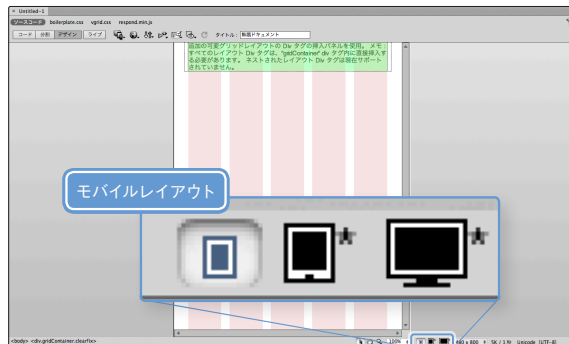 × Untitled-1
ソースコード boilerplate.css vgrid.css respond.min.js
コード 分割 デザイン ライブ タイトル: 無題ドキュメント
追加の可変グリッドレイアウトの Div タグの挿入パネルを使用。 メモ:
すべてのレイアウト Div タグは、"gridContainer" div タグ内に直接挿入す
る必要があります。 ネストされたレイアウト Div タグは現在サポート
されていません。
モバイルレイアウト
<body> <div.gridContainer.clearfix> 100% 480 x 800 5K / 1 秒 Unicode (UTF-8)